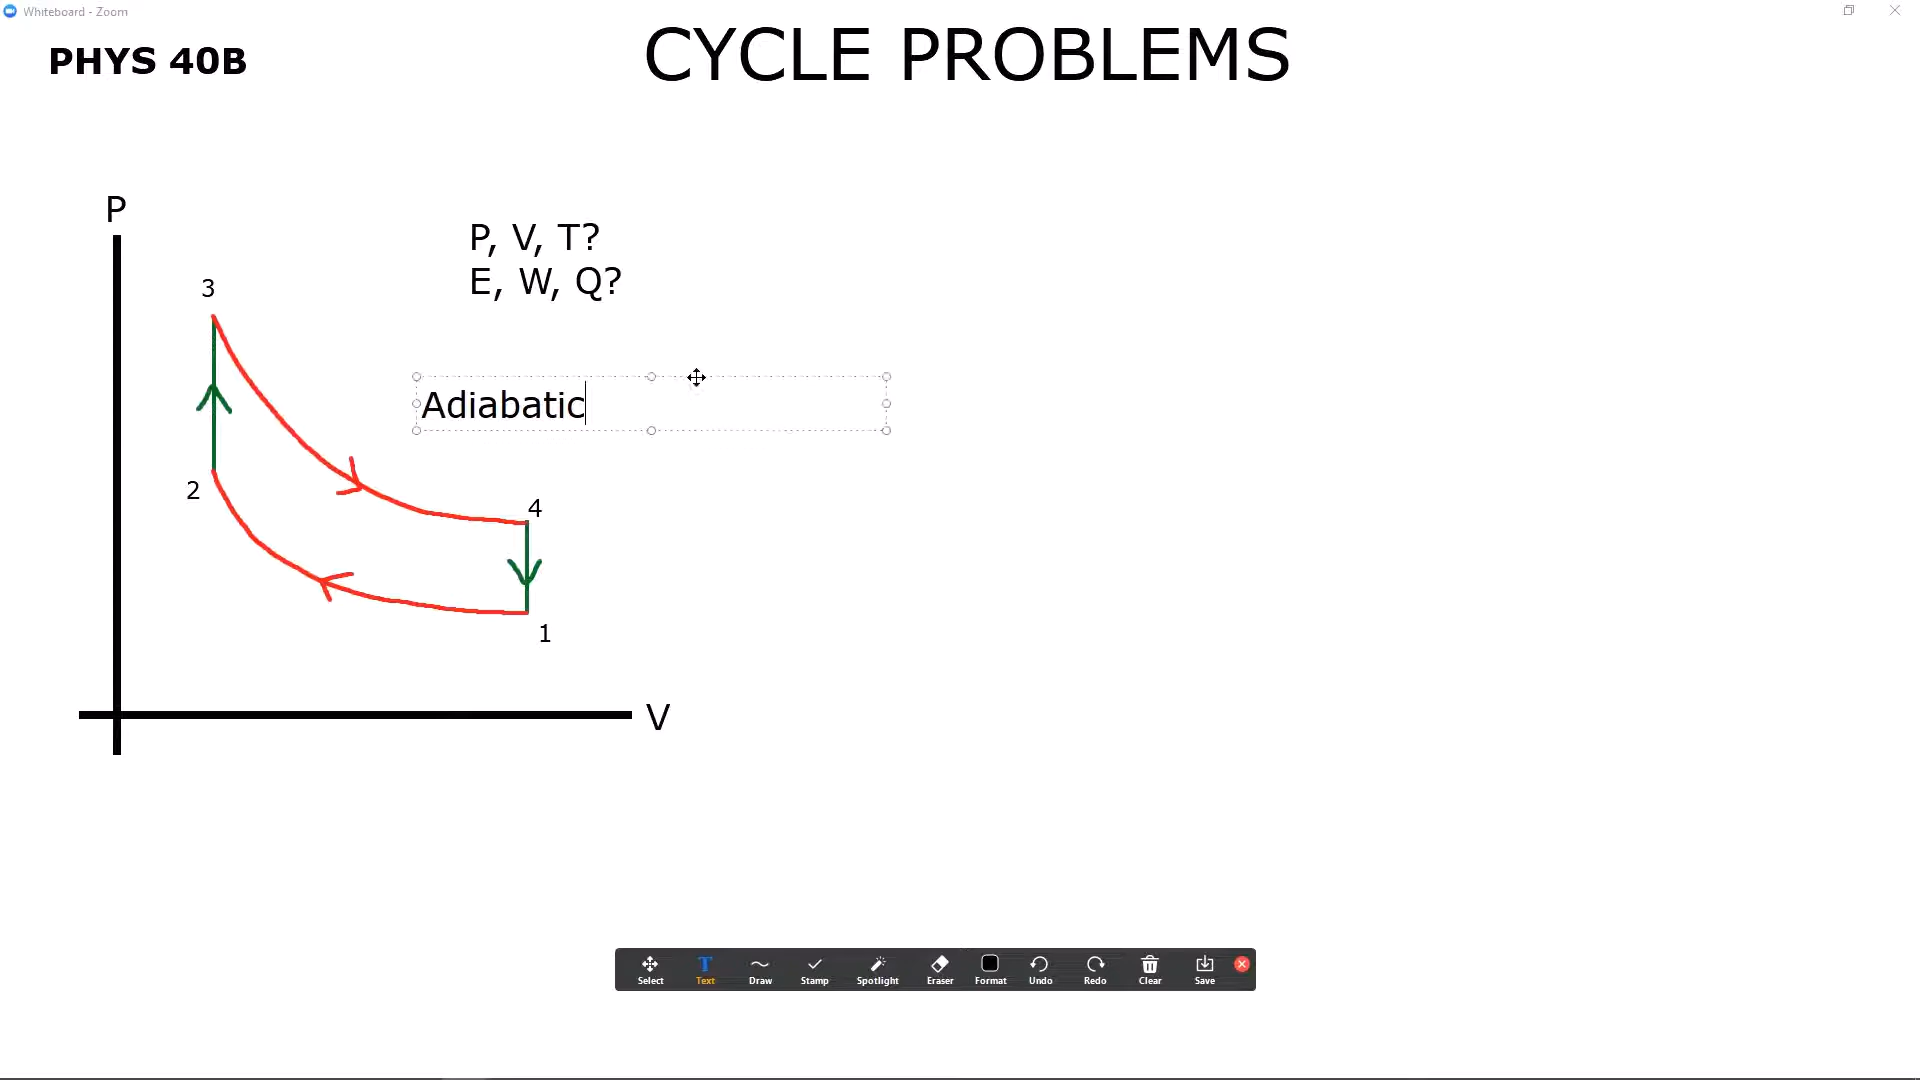 Whiteboard - Zoom
PHYS 40B
CYCLE PROBLEMS
P
P, V, T?
E, W, Q?
3
Adiabatic
2
4
1
V
Select
Text
Draw
Stamp
Spotlight
Eraser
Format
Undo
Redo
Clear
Save